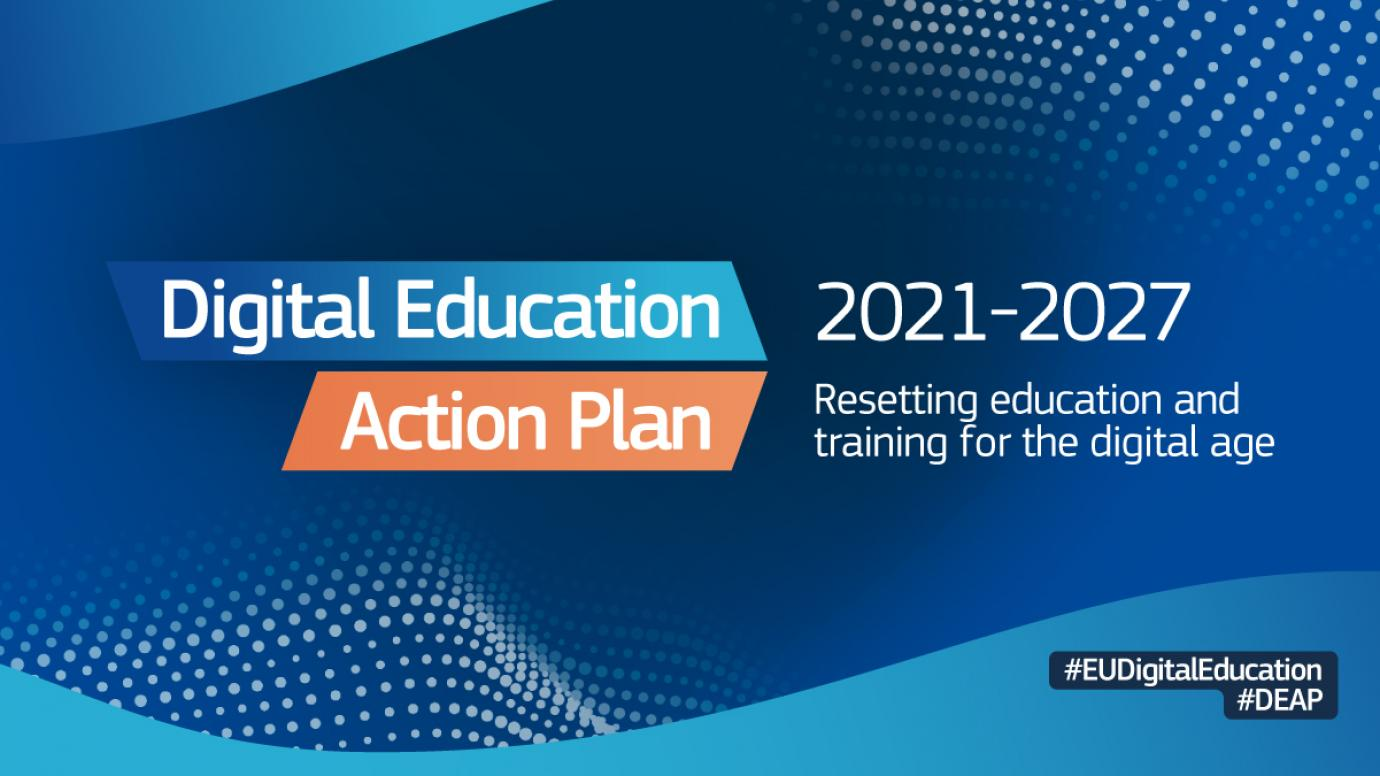 Digital Education
Action Plan
2021-2027
Resetting education and
training for the digital age
#EUDigitalEducation
#DEAP